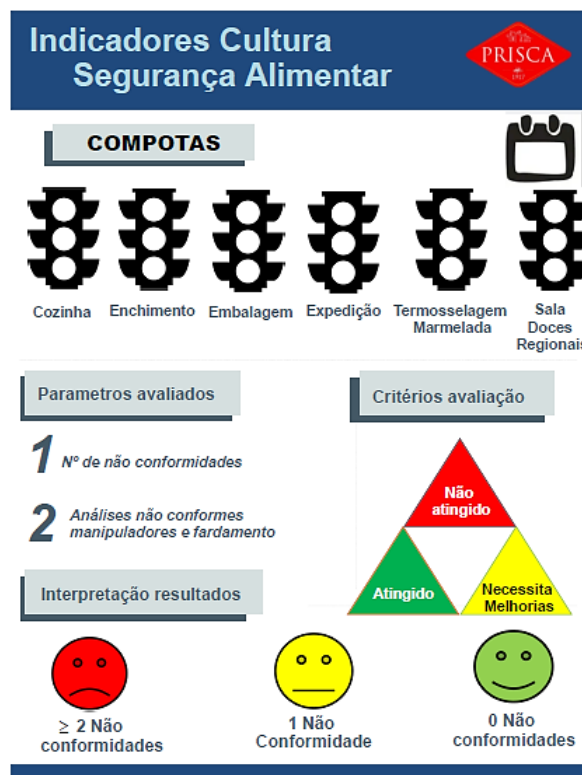 Indicadores Cultura
Segurança Alimentar
PRISCA
1917
COMPOTAS
Cozinha
Enchimento
Embalagem
Expedição
Termosselagem
Marmelada
Sala
Doces
Regionais
Parametros avaliados
Critérios avaliação
1 Nº de não conformidades
2 Análises não conformes
manipuladores e fardamento
Não
atingido
Atingido
Necessita
Melhorias
Interpretação resultados
≥ 2 Não
conformidades
1 Não
Conformidade
0 Não
conformidades